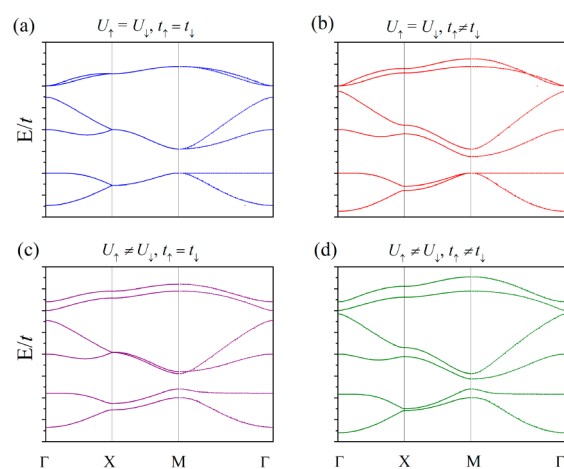 (a) U↑ = U↓, t↑ = t↓
(b) U↑ = U↓, t↑ ≠ t↓
E/t
(c) U↑ ≠ U↓, t↑ = t↓
(d) U↑ ≠ U↓, t↑ ≠ t↓
E/t
Γ X M Γ
Γ X M Γ